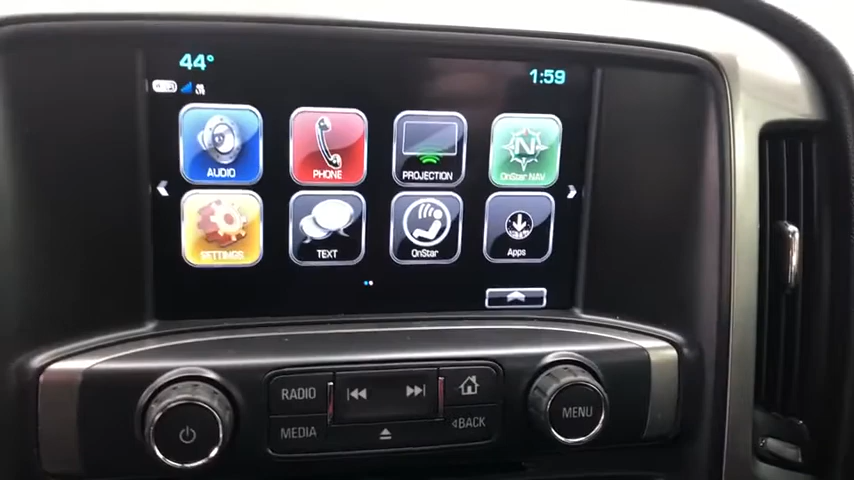 44° 1:59
AUDIO PHONE PROJECTION OnStar NAV
N
SETTINGS TEXT OnStar Apps
RADIO
MEDIA
BACK
MENU